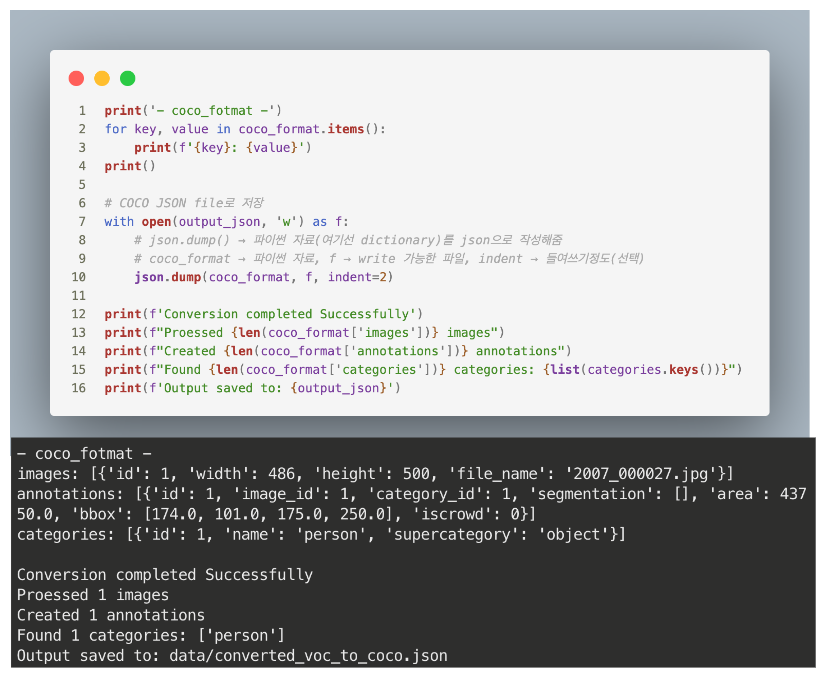 1 print('- coco_fotmat -')
2 for key, value in coco_format.items():
3     print(f'{key}: {value}')
4 print()
5
6 # COCO JSON file로 저장
7 with open(output_json, 'w') as f:
8     # json.dump() → 파이썬 자료(여기선 dictionary)를 json으로 작성해줌
9     # coco_format → 파이썬 자료, f → write 가능한 파일, indent → 들여쓰기정도(선택)
10     json.dump(coco_format, f, indent=2)
11
12 print(f'Conversion completed Successfully')
13 print(f"Proessed {len(coco_format['images'])} images")
14 print(f"Created {len(coco_format['annotations'])} annotations")
15 print(f"Found {len(coco_format['categories'])} categories: {list(categories.keys())}")
16 print(f'Output saved to: {output_json}')
- coco_fotmat -
images: [{'id': 1, 'width': 486, 'height': 500, 'file_name': '2007_000027.jpg'}]
annotations: [{'id': 1, 'image_id': 1, 'category_id': 1, 'segmentation': [], 'area': 437
50.0, 'bbox': [174.0, 101.0, 175.0, 250.0], 'iscrowd': 0}]
categories: [{'id': 1, 'name': 'person', 'supercategory': 'object'}]

Conversion completed Successfully
Proessed 1 images
Created 1 annotations
Found 1 categories: ['person']
Output saved to: data/converted_voc_to_coco.json